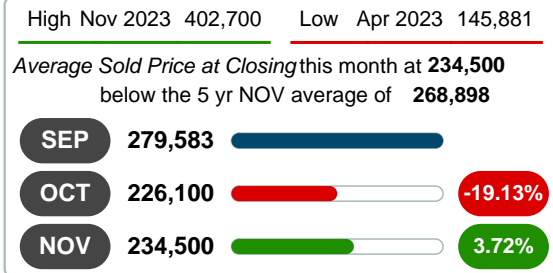 High Nov 2023 402,700 Low Apr 2023 145,881
Average Sold Price at Closing this month at 234,500
below the 5 yr NOV average of 268,898
SEP 279,583
OCT 226,100 -19.13%
NOV 234,500 3.72%